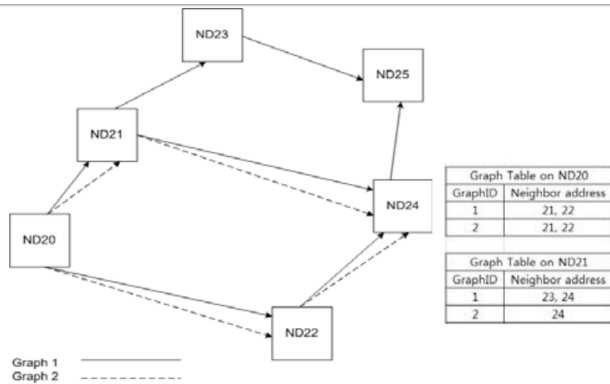 ND23
ND25
ND21
ND24
ND20
ND22
Graph Table on ND20
GraphID Neighbor address
1 21, 22
2 21, 22
Graph Table on ND21
GraphID Neighbor address
1 23, 24
2 24
Graph 1
Graph 2